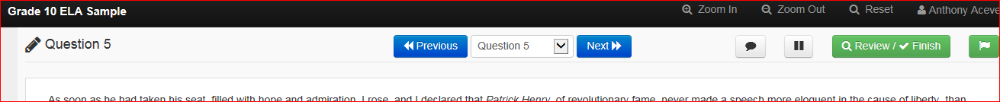 Grade 10 ELA Sample Zoom In Zoom Out Reset Anthony Aceve
Question 5 Previous Question 5 Next Review / Finish
As soon as he had taken his seat, filled with hope and admiration, I rose, and I declared that Patrick Henry, of revolutionary fame, never made a speech more eloquent in the cause of liberty, than